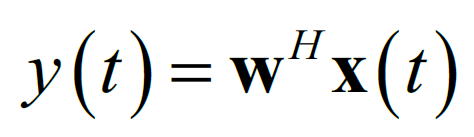 y(t) = w^H x(t)